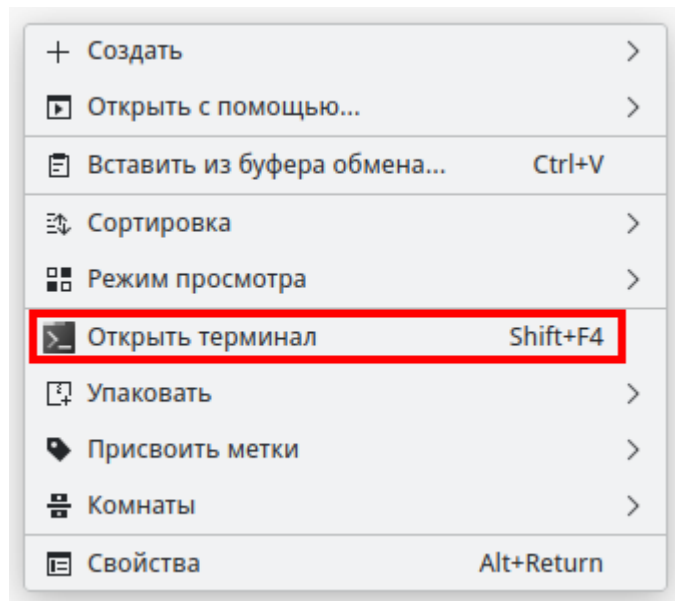 Создать
Открыть с помощью...
Вставить из буфера обмена... Ctrl+V
Сортировка
Режим просмотра
Открыть терминал Shift+F4
Упаковать
Присвоить метки
Комнаты
Свойства Alt+Return